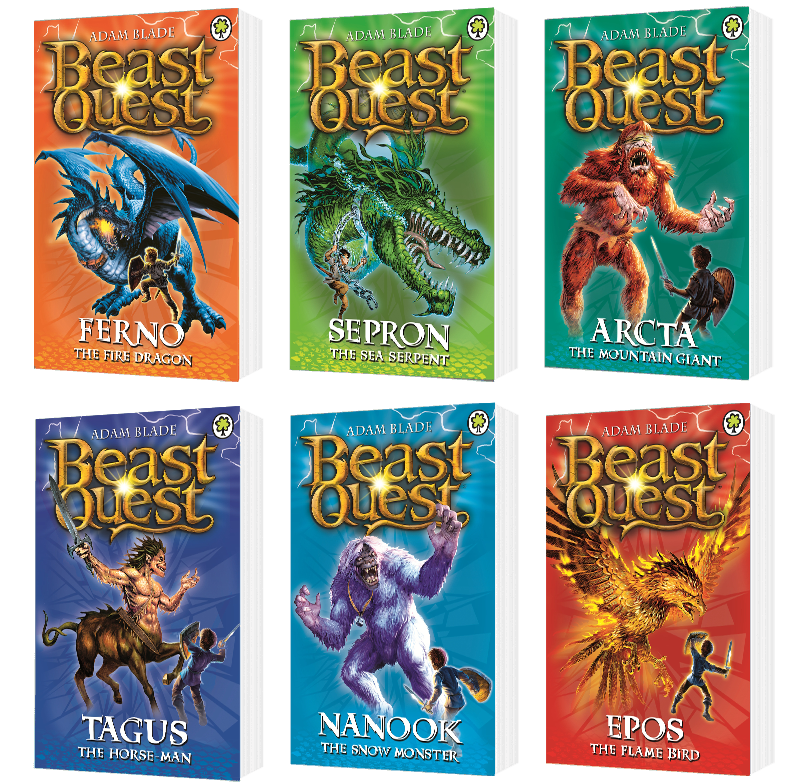 ADAM BLADE
Beast
Quest
FERNO
THE FIRE DRAGON
ADAM BLADE
Beast
Quest
SEPRON
THE SEA SERPENT
ADAM BLADE
Beast
Quest
ARCTA
THE MOUNTAIN GIANT
ADAM BLADE
Beast
Quest
TAGUS
THE HORSE-MAN
ADAM BLADE
Beast
Quest
NANOOK
THE SNOW MONSTER
ADAM BLADE
Beast
Quest
EPOS
THE FLAME BIRD